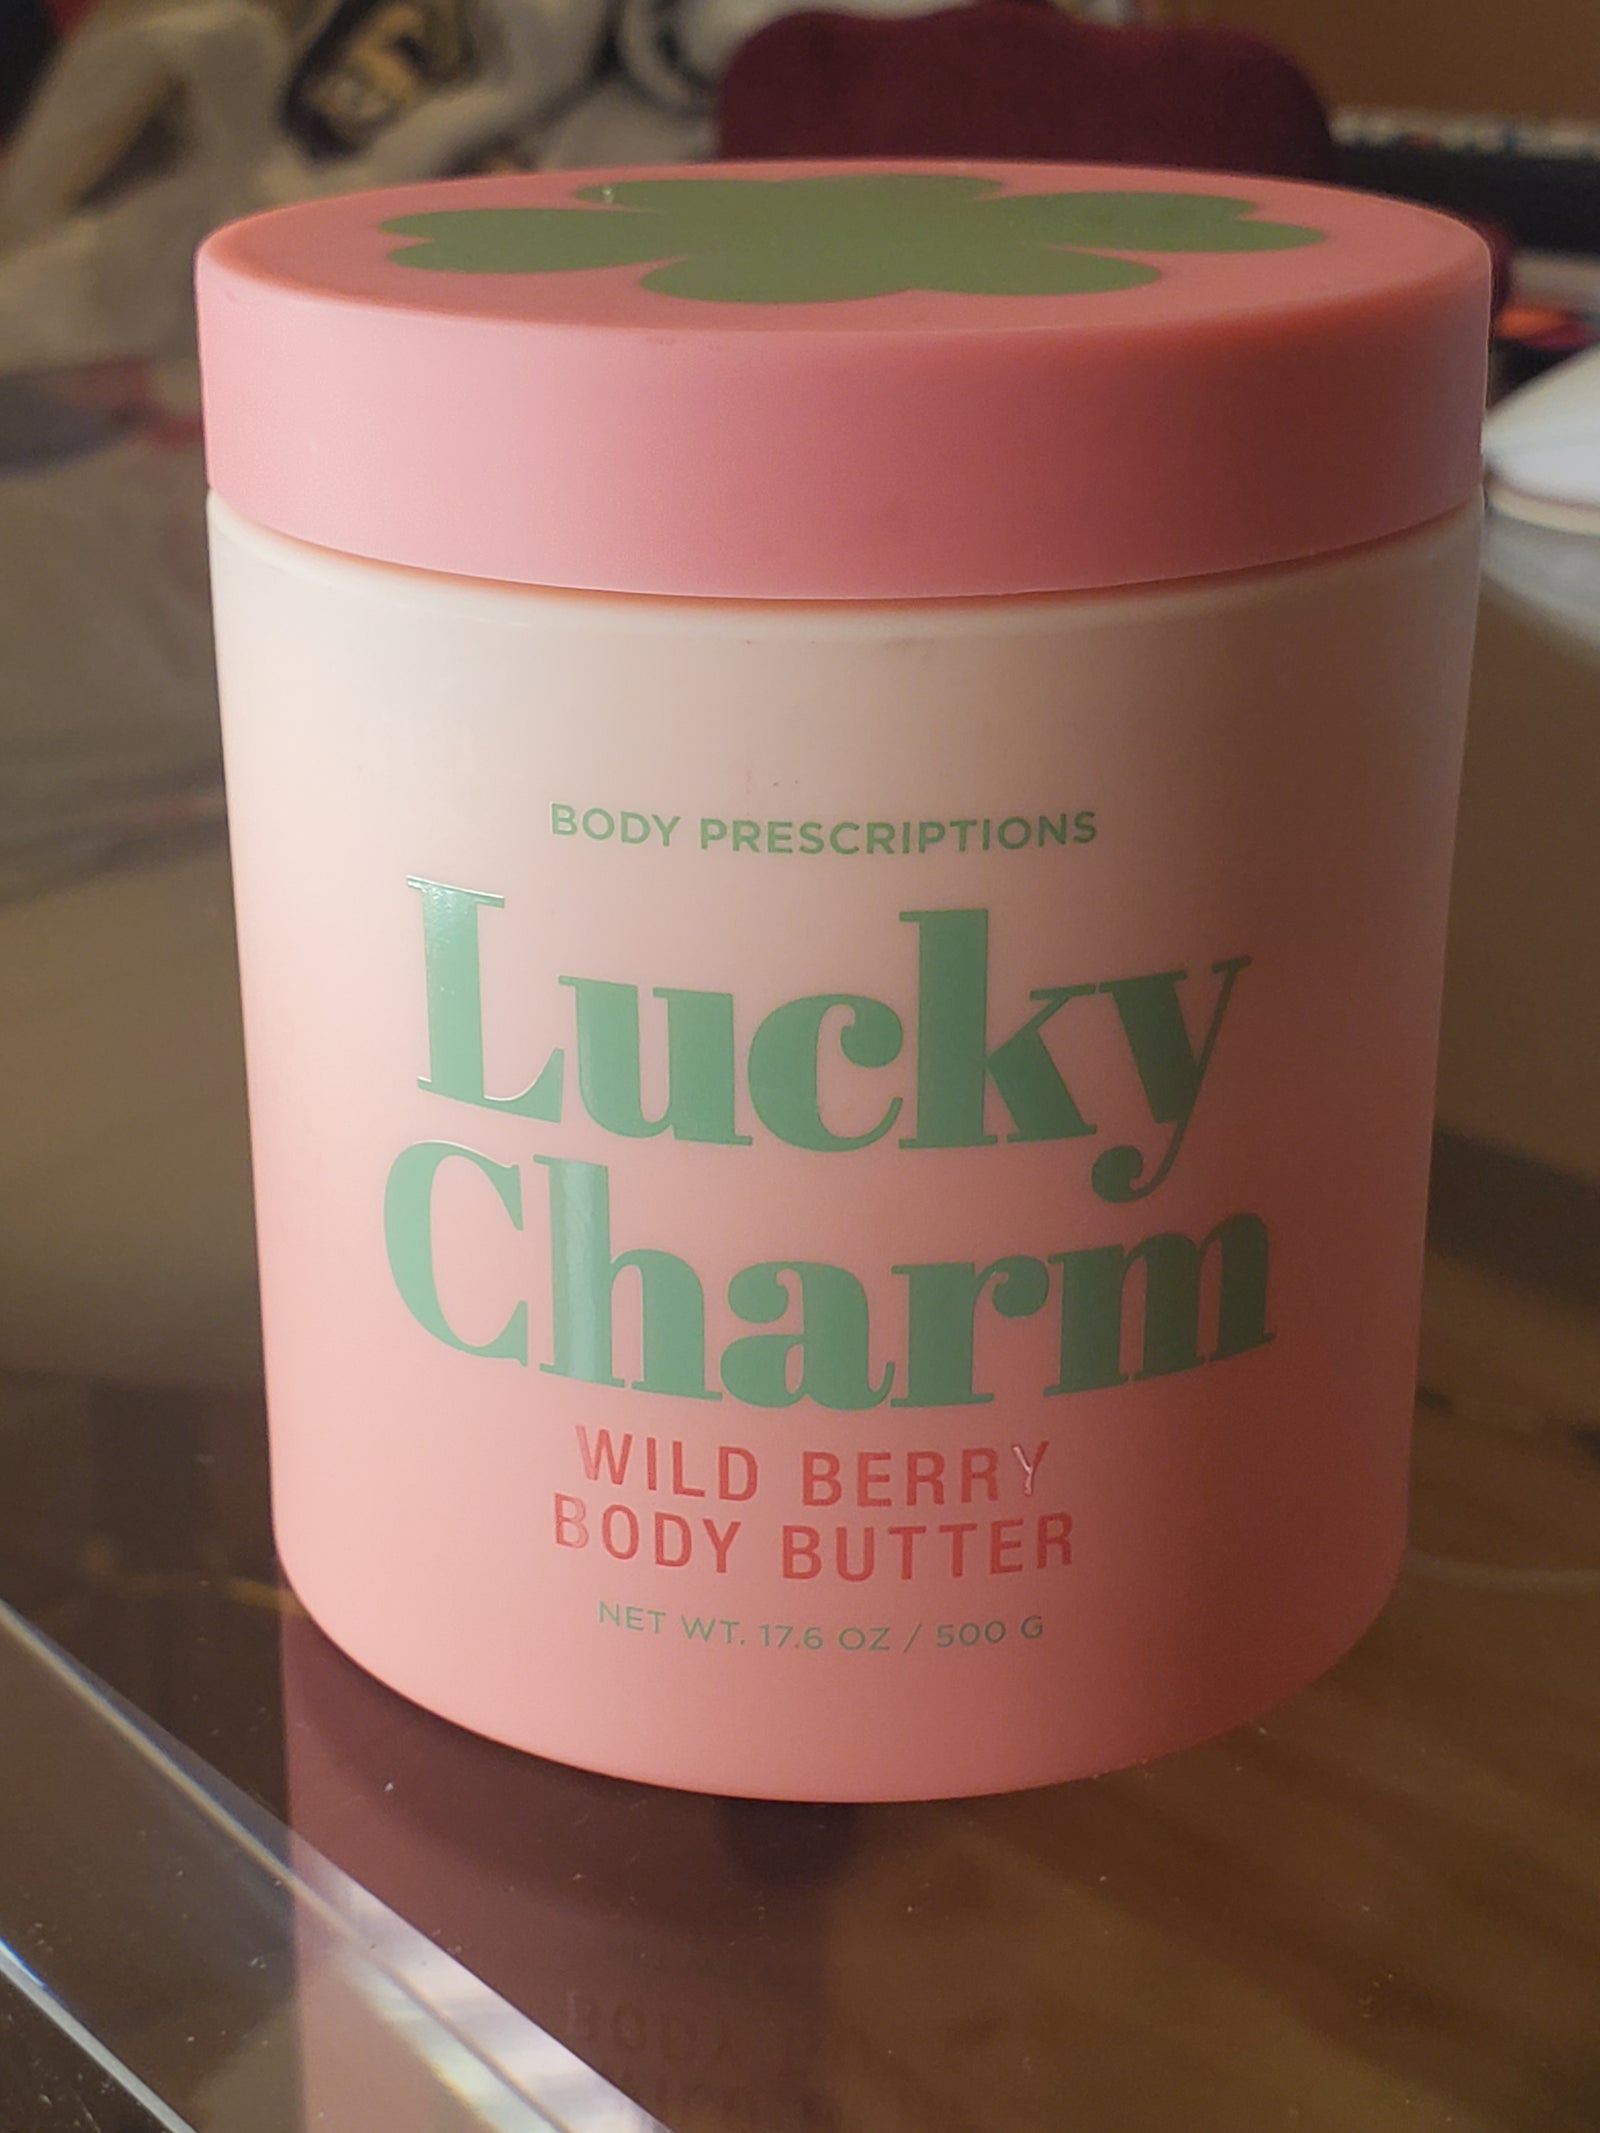 BODY PRESCRIPTIONS
Lucky
Charm
WILD BERRY
BODY BUTTER
NET WT. 17.6 OZ / 500 G